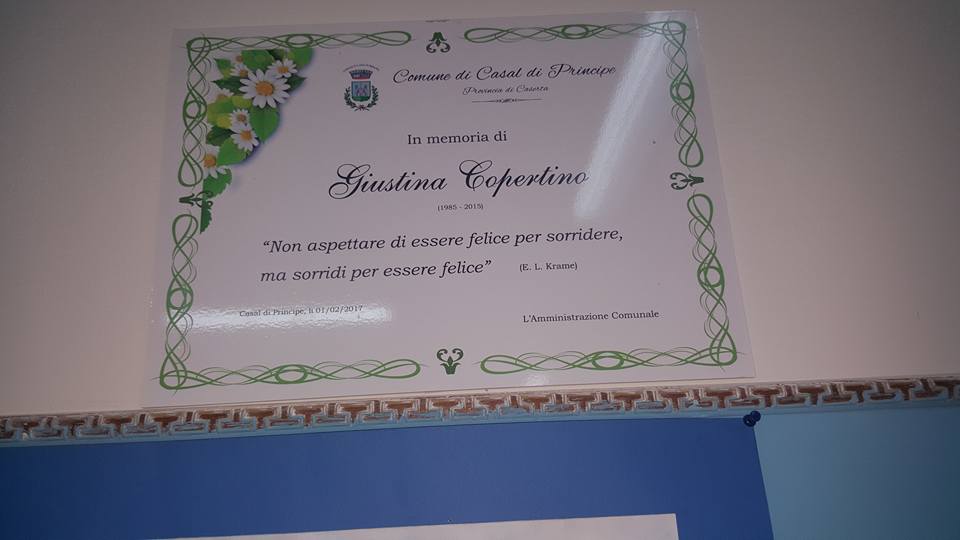 Comune di Casal di Principe
Provincia di Caserta
In memoria di
Giustina Copertino
(1985 - 2015)
“Non aspettare di essere felice per sorridere,
ma sorridi per essere felice” (E. L. Krame)
Casal di Principe, lì 01/02/2017
L'Amministrazione Comunale